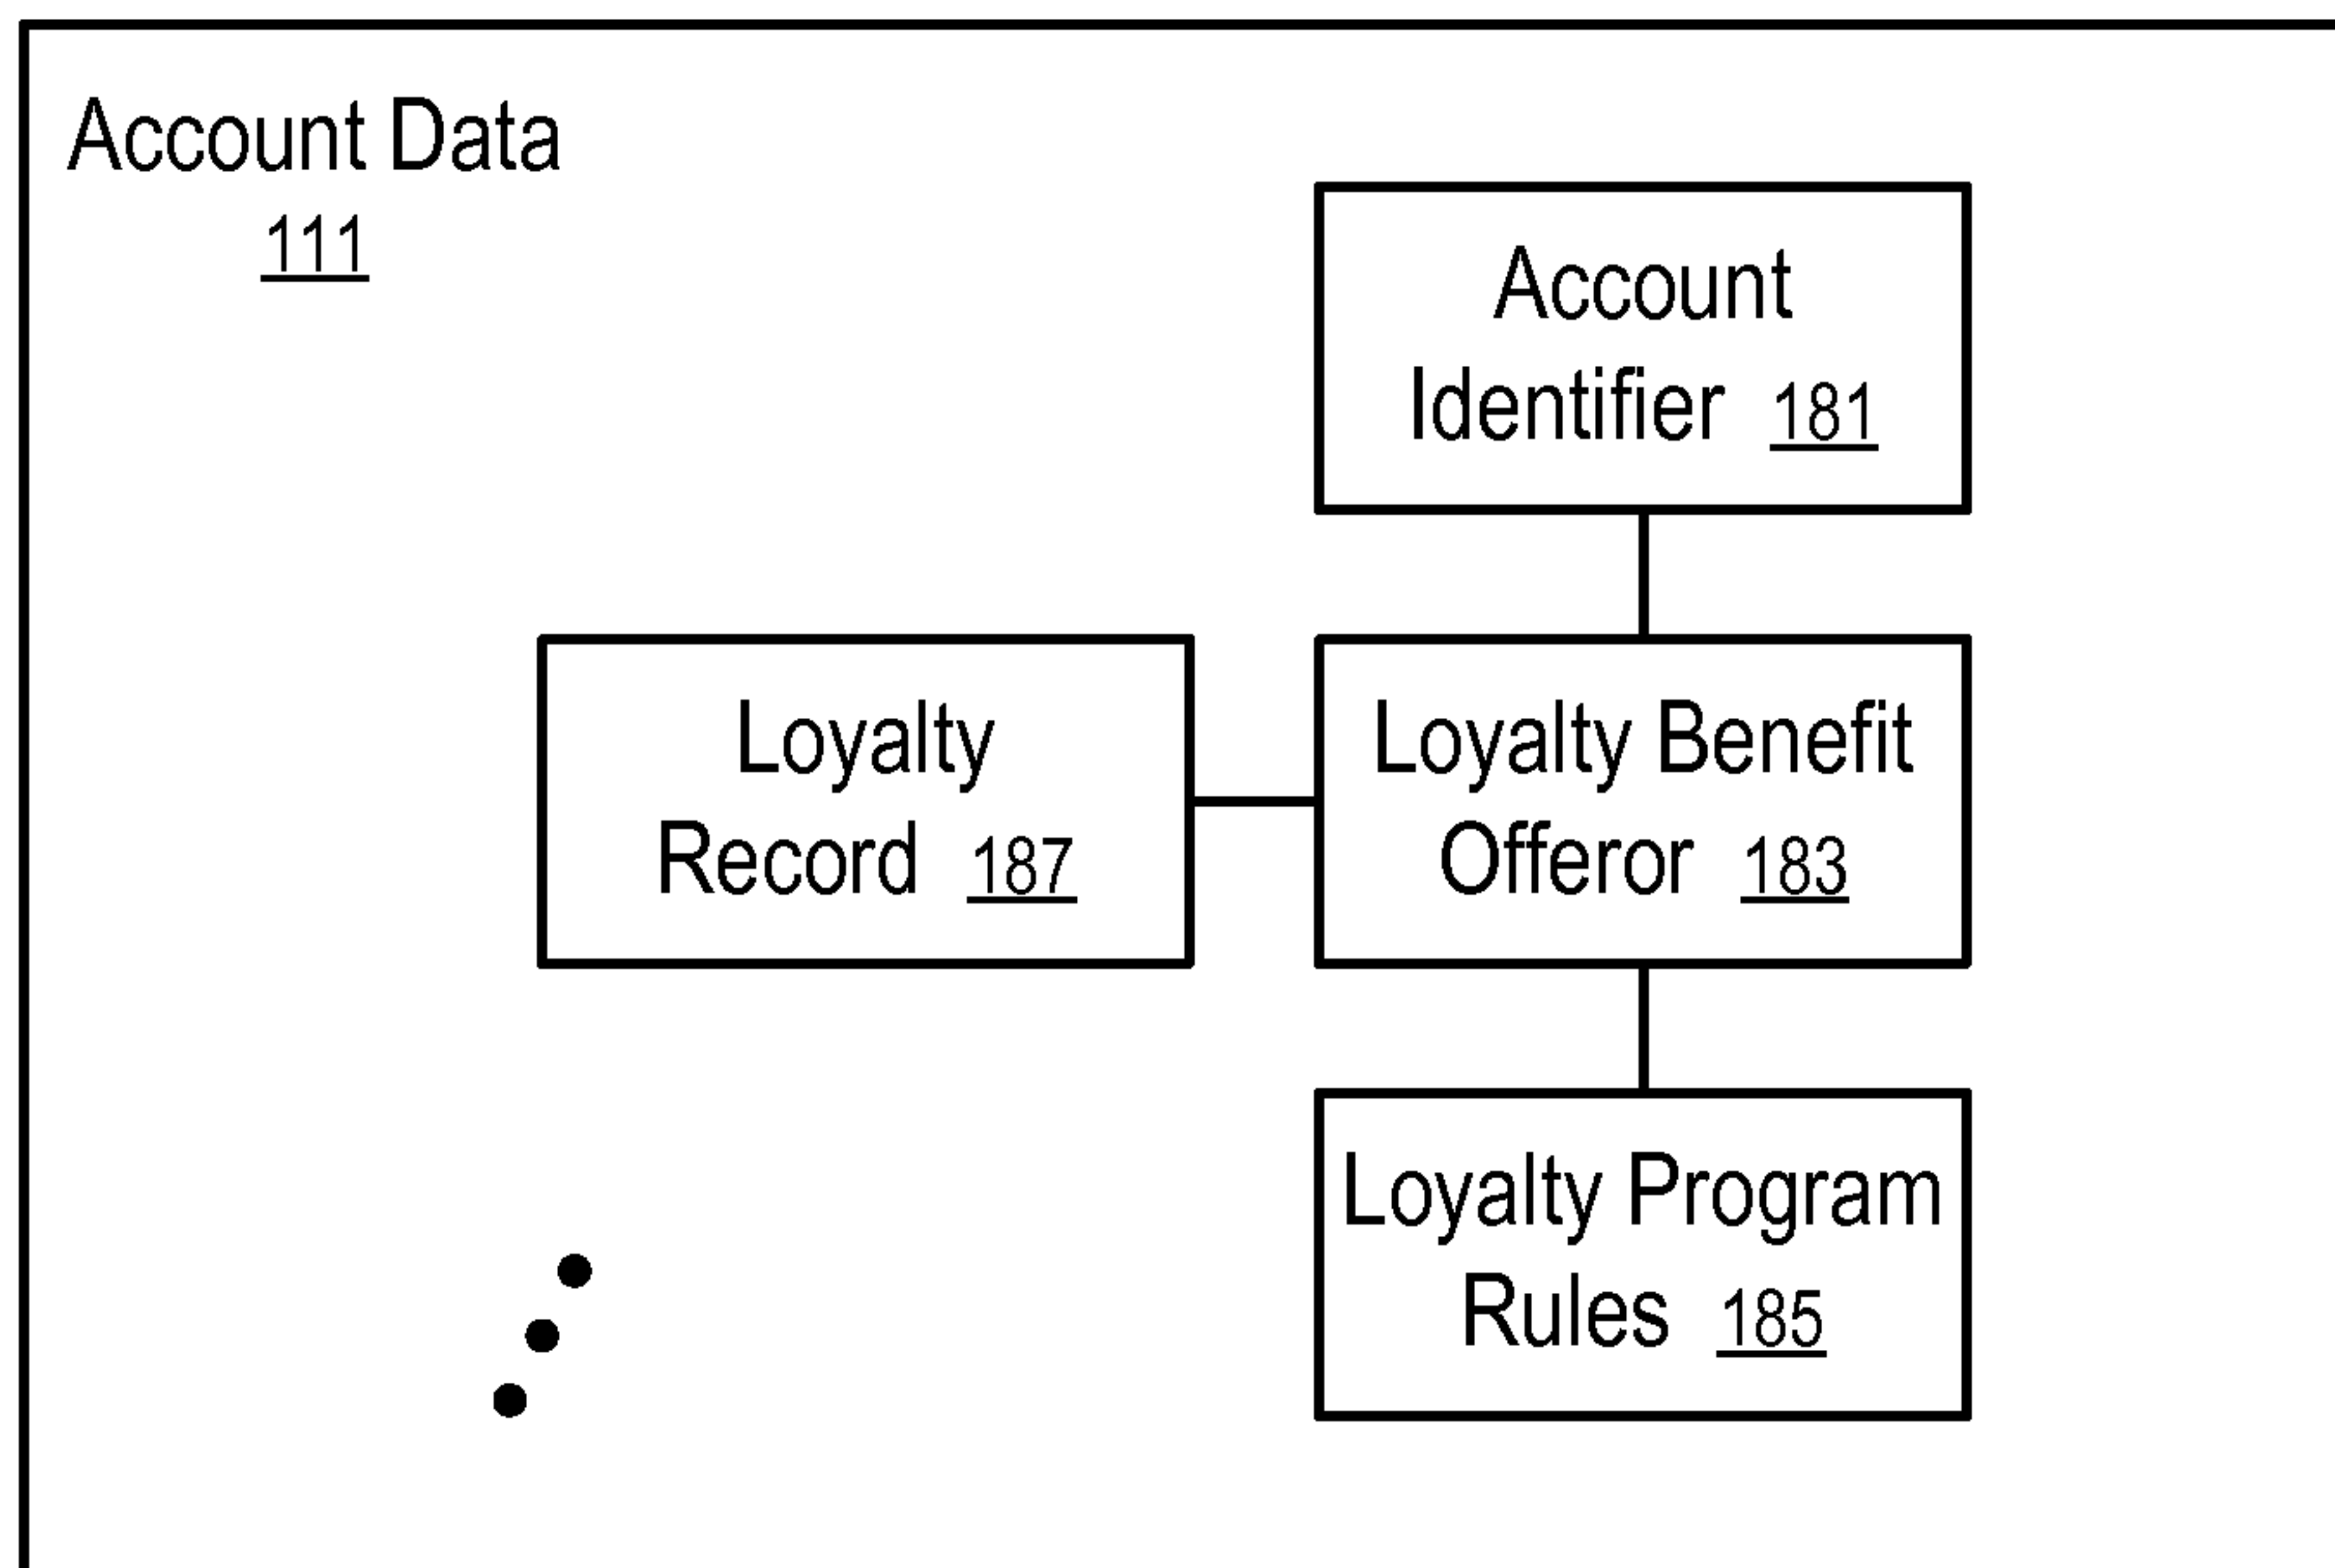 Account Data
111
Account
Identifier 181
Loyalty
Record 187
Loyalty Benefit
Offeror 183
Loyalty Program
Rules 185